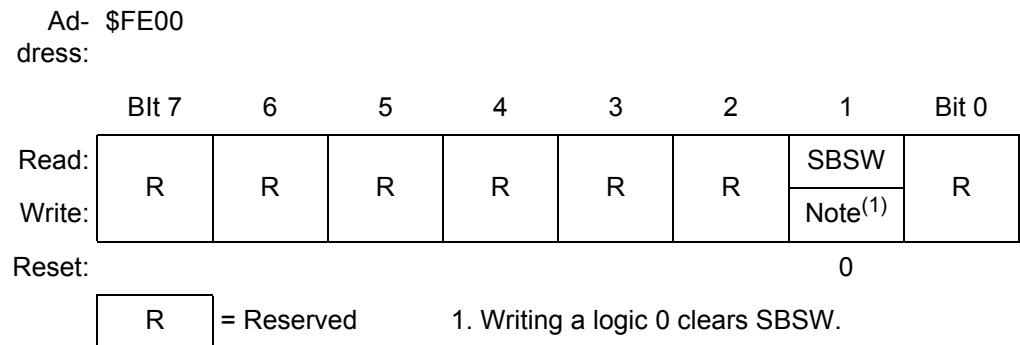 Ad- $FE00
dress:
BIt 7 6 5 4 3 2 1 Bit 0
Read: R R R R R R SBSW R
Write: Note(1)
Reset: 0
R = Reserved 1. Writing a logic 0 clears SBSW.